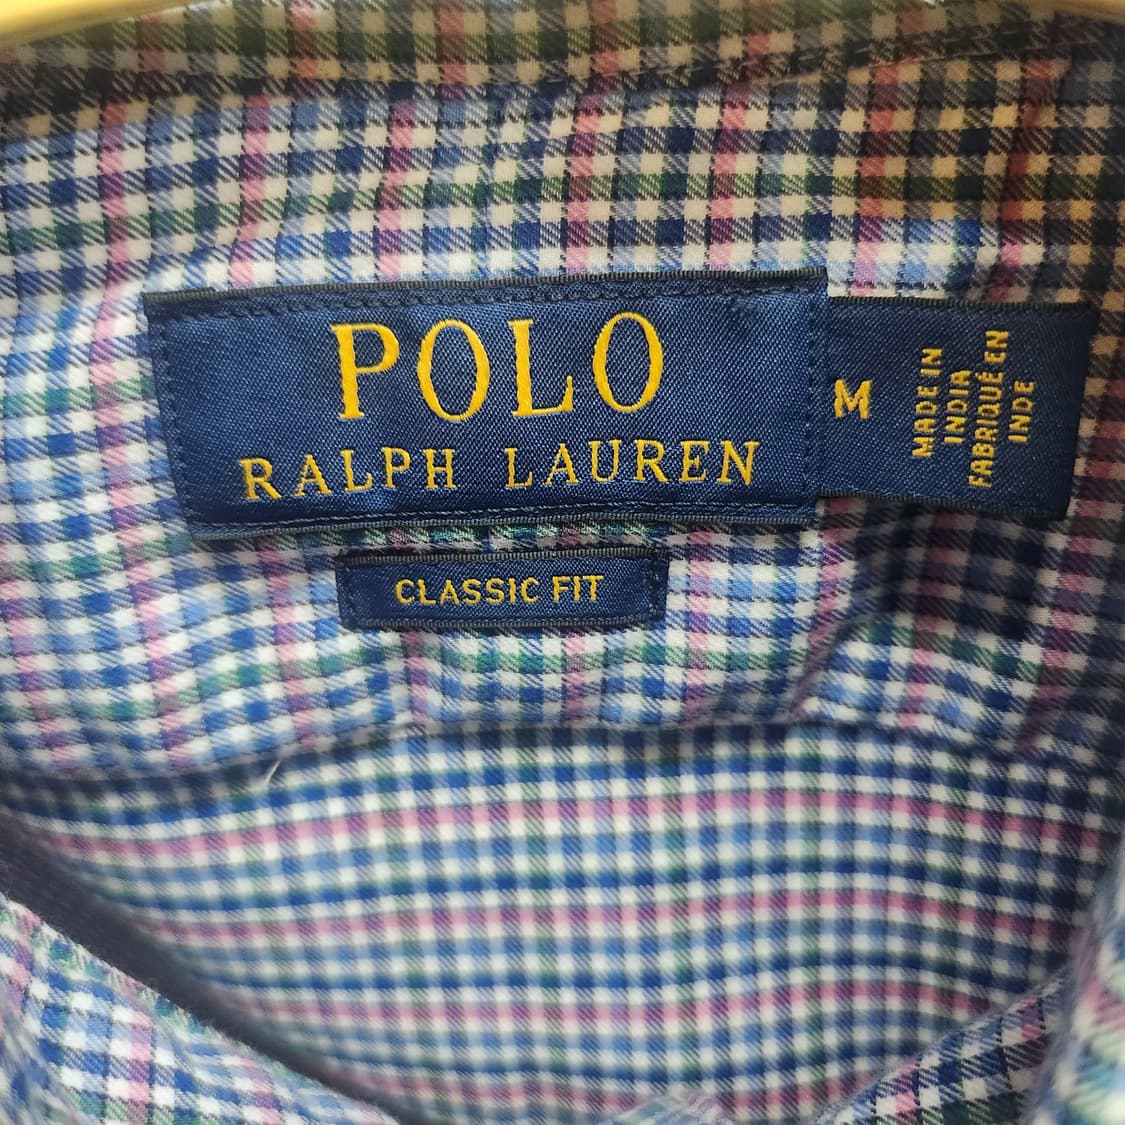 POLO
RALPH LAUREN
CLASSIC FIT
M
MADE IN
INDIA
FABRIQUÉ EN
INDE